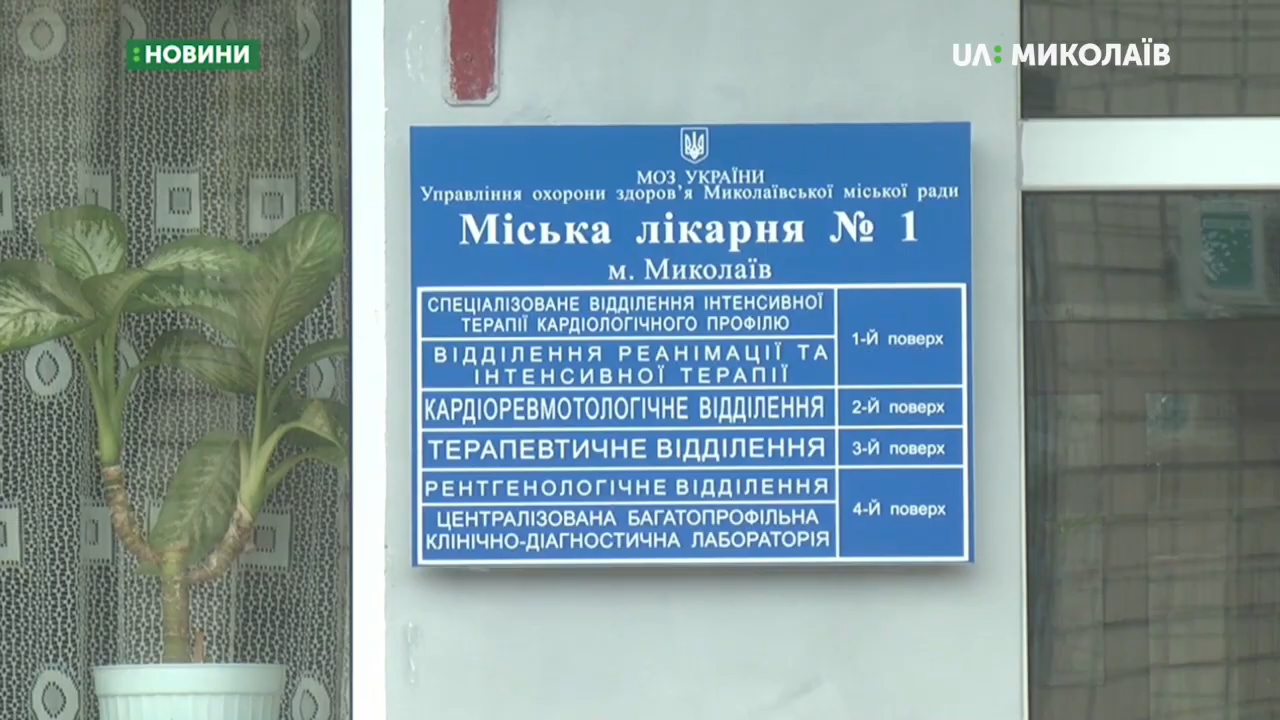 :НОВИНИ
UA: МИКОЛАЇВ
МОЗ УКРАЇНИ
Управління охорони здоров'я Миколаївської міської ради
Міська лікарня № 1
м. Миколаїв
СПЕЦІАЛІЗОВАНЕ ВІДДІЛЕННЯ ІНТЕНСИВНОЇ
ТЕРАПІЇ КАРДІОЛОГІЧНОГО ПРОФІЛЮ
ВІДДІЛЕННЯ РЕАНІМАЦІЇ ТА
ІНТЕНСИВНОЇ ТЕРАПІЇ
1-Й поверх
КАРДІОРЕВМОТОЛОГІЧНЕ ВІДДІЛЕННЯ
2-Й поверх
ТЕРАПЕВТИЧНЕ ВІДДІЛЕННЯ
3-Й поверх
РЕНТГЕНОЛОГІЧНЕ ВІДДІЛЕННЯ
ЦЕНТРАЛІЗОВАНА БАГАТОПРОФІЛЬНА
КЛІНІЧНО-ДІАГНОСТИЧНА ЛАБОРАТОРІЯ
4-Й поверх